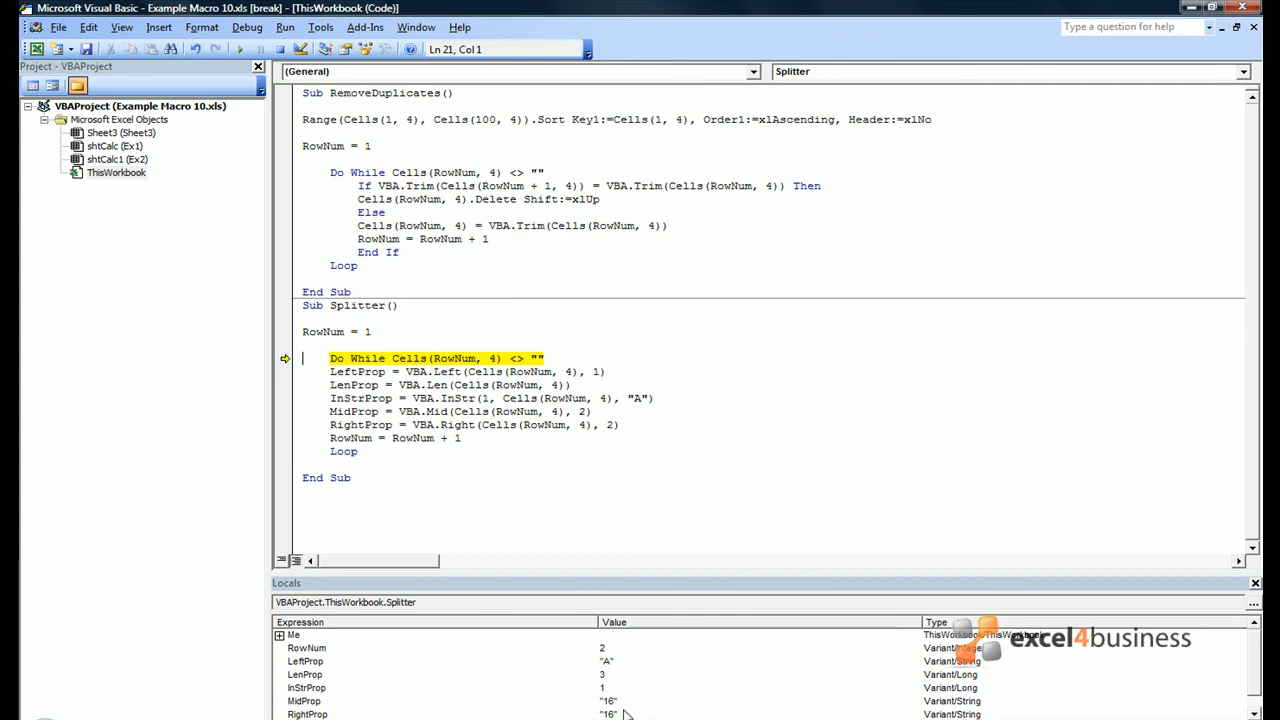 Microsoft Visual Basic - Example Macro 10.xls [break] - [ThisWorkbook (Code)]
File Edit View Insert Format Debug Run Tools Add-Ins Window Help
Type a question for help
Ln 21, Col 1
Project - VBAProject
(General)
Splitter
VBAProject (Example Macro 10.xls)
Microsoft Excel Objects
Sheet3 (Sheet3)
shtCalc (Ex1)
shtCalc1 (Ex2)
ThisWorkbook
Sub RemoveDuplicates()
Range(Cells(1, 4), Cells(100, 4)).Sort Key1:=Cells(1, 4), Order1:=xlAscending, Header:=xlNo
RowNum = 1
Do While Cells(RowNum, 4) <> ""
If VBA.Trim(Cells(RowNum + 1, 4)) = VBA.Trim(Cells(RowNum, 4)) Then
Cells(RowNum, 4).Delete Shift:=xlUp
Else
Cells(RowNum, 4) = VBA.Trim(Cells(RowNum, 4))
RowNum = RowNum + 1
End If
Loop
End Sub
Sub Splitter()
RowNum = 1
Do While Cells(RowNum, 4) <> ""
LeftProp = VBA.Left(Cells(RowNum, 4), 1)
LenProp = VBA.Len(Cells(RowNum, 4))
InStrProp = VBA.InStr(1, Cells(RowNum, 4), "A")
MidProp = VBA.Mid(Cells(RowNum, 4), 2)
RightProp = VBA.Right(Cells(RowNum, 4), 2)
RowNum = RowNum + 1
Loop
End Sub
Locals
VBAProject.ThisWorkbook.Splitter
...
Expression Value Type
Me ThisWorkbook/ThisWorkbook
RowNum 2 Variant/Integer
LeftProp "A" Variant/String
LenProp 3 Variant/Long
InStrProp 1 Variant/Long
MidProp "16" Variant/String
RightProp "16" Variant/String
excel4business